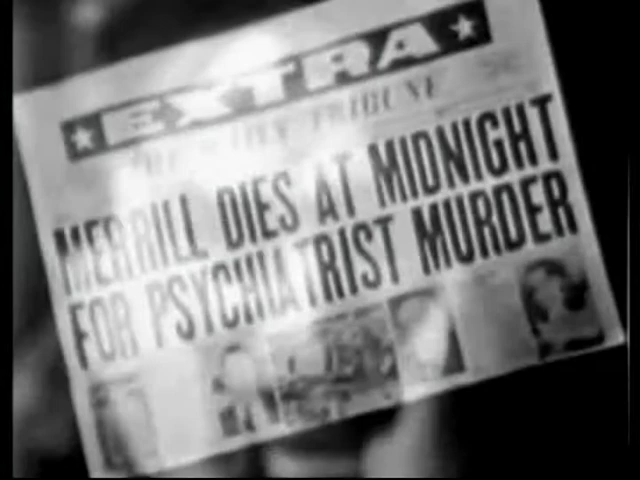 ★ EXTRA ★
TRIBUNE
MERRILL DIES AT MIDNIGHT
FOR PSYCHIATRIST MURDER